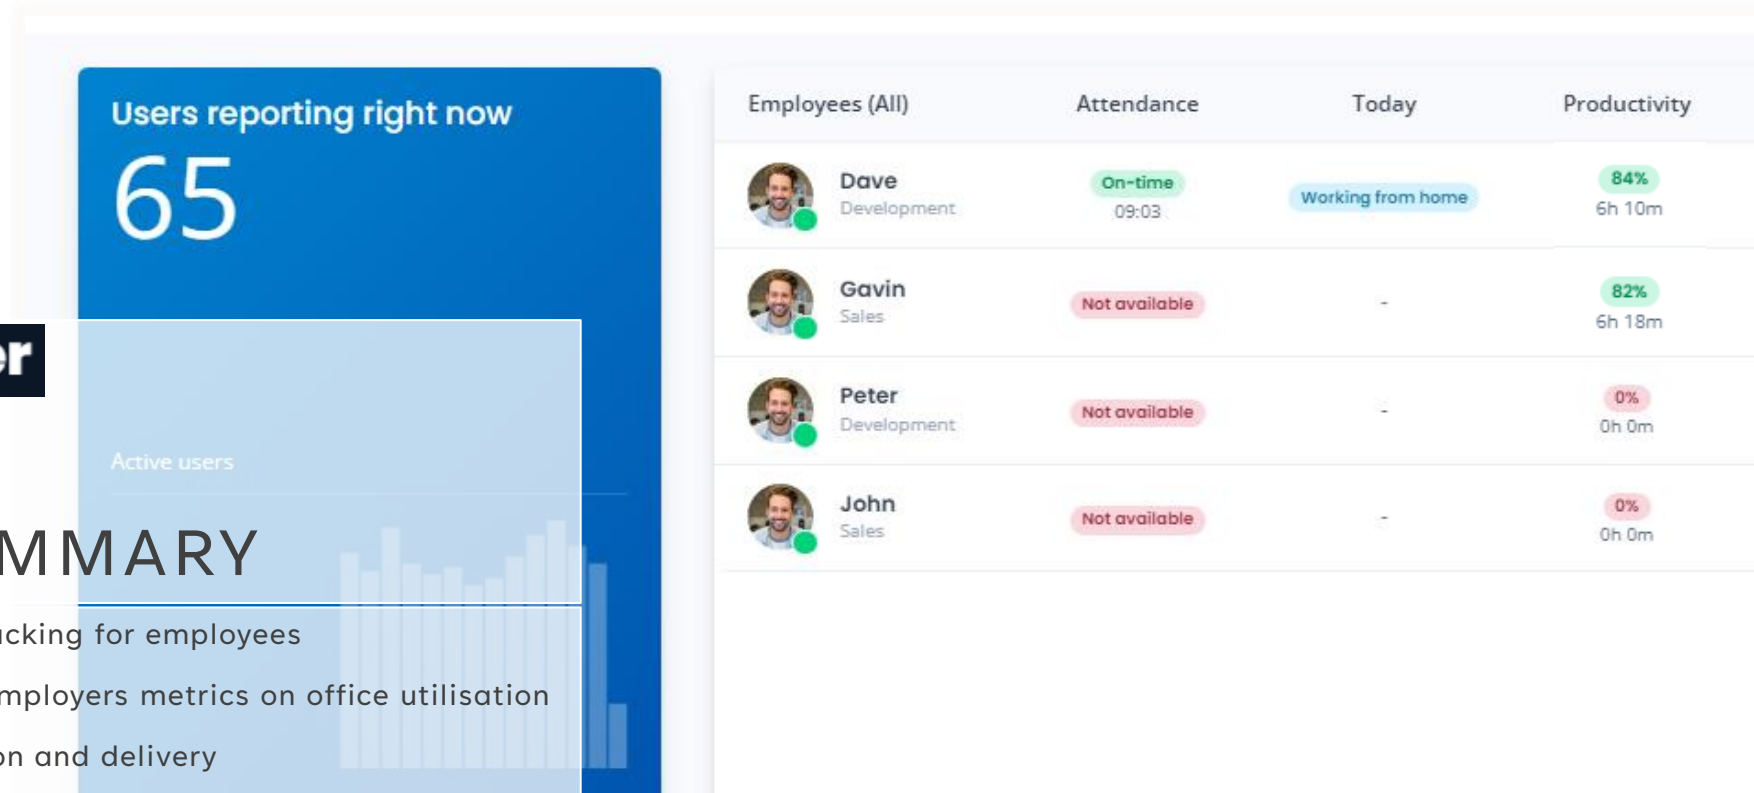 Users reporting right now
65
er
Active users
MMARY
cking for employees
mployers metrics on office utilisation
on and delivery
Employees (All) Attendance Today Productivity
Dave
Development
On-time
09:03
Working from home
84%
6h 10m
Gavin
Sales
Not available
-
82%
6h 18m
Peter
Development
Not available
-
0%
0h 0m
John
Sales
Not available
-
0%
0h 0m